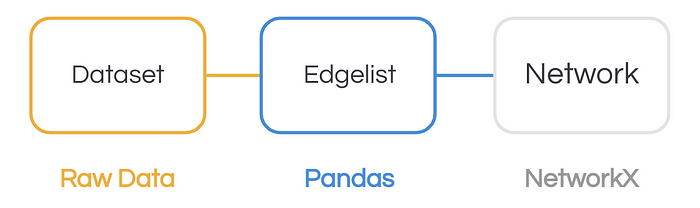 Dataset
Edgelist
Network
Raw Data
Pandas
NetworkX